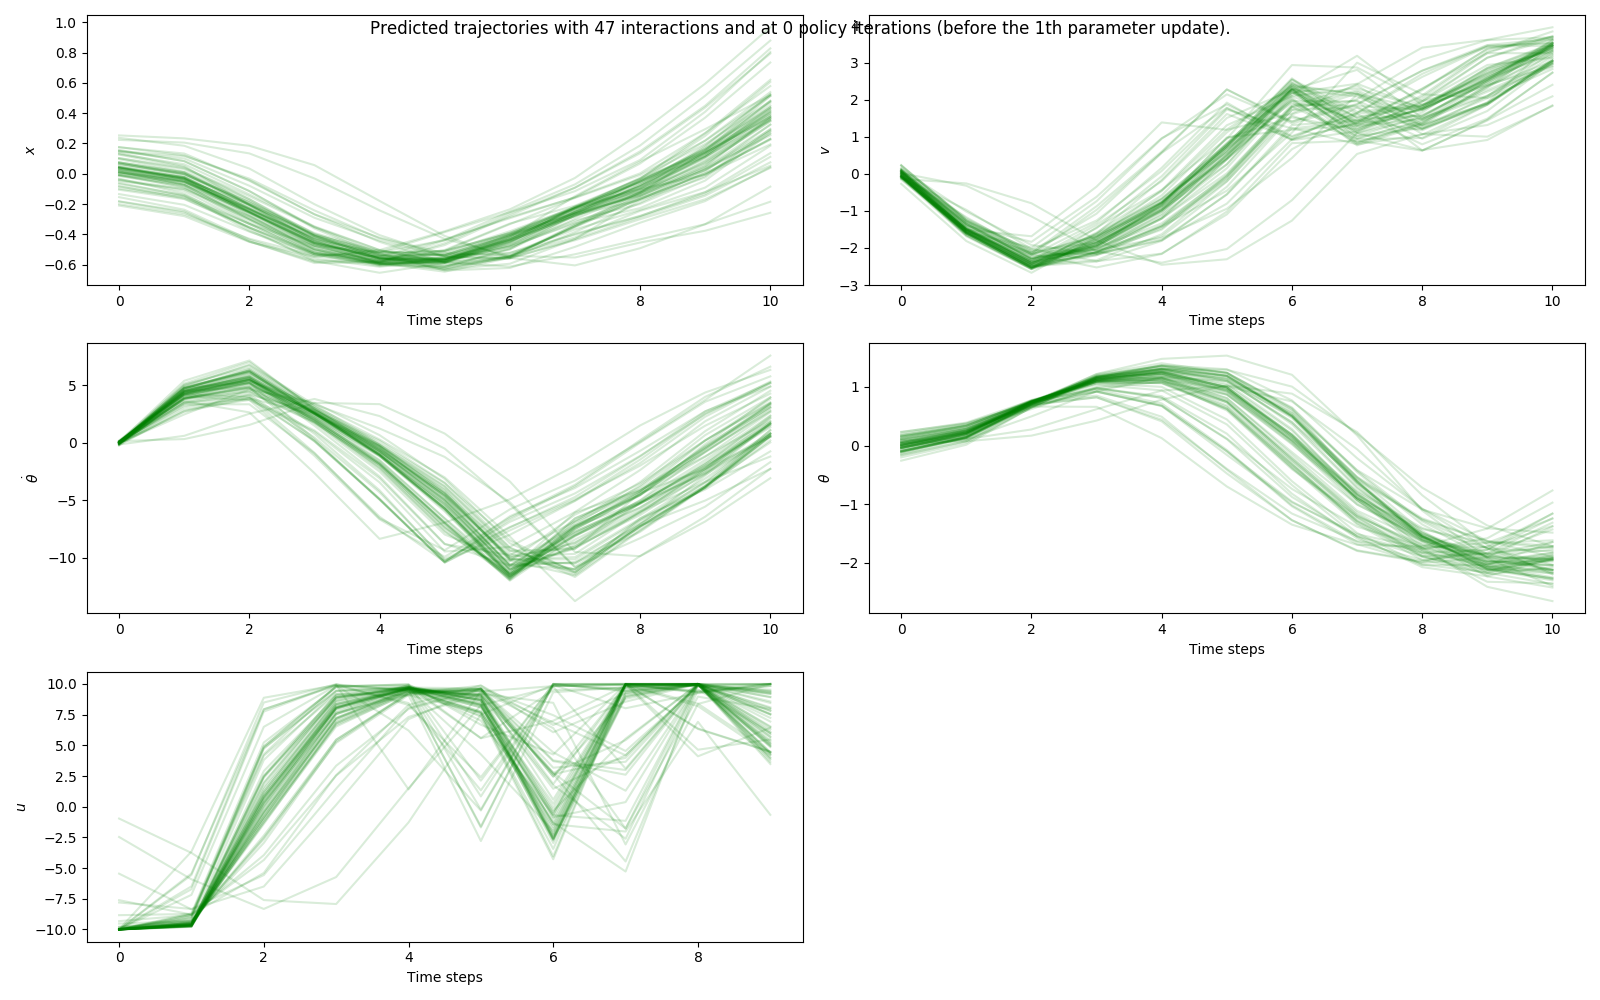 Predicted trajectories with 47 interactions and at 0 policy iterations (before the 1th parameter update).
1.0
0.8
0.6
0.4
0.2
0.0
−0.2
−0.4
−0.6
x
0 2 4 6 8 10
Time steps
4
3
2
1
0
−1
−2
−3
v
0 2 4 6 8 10
Time steps
5
0
−5
−10
θ̇
0 2 4 6 8 10
Time steps
1
0
−1
−2
θ
0 2 4 6 8 10
Time steps
10.0
7.5
5.0
2.5
0.0
−2.5
−5.0
−7.5
−10.0
u
0 2 4 6 8
Time steps